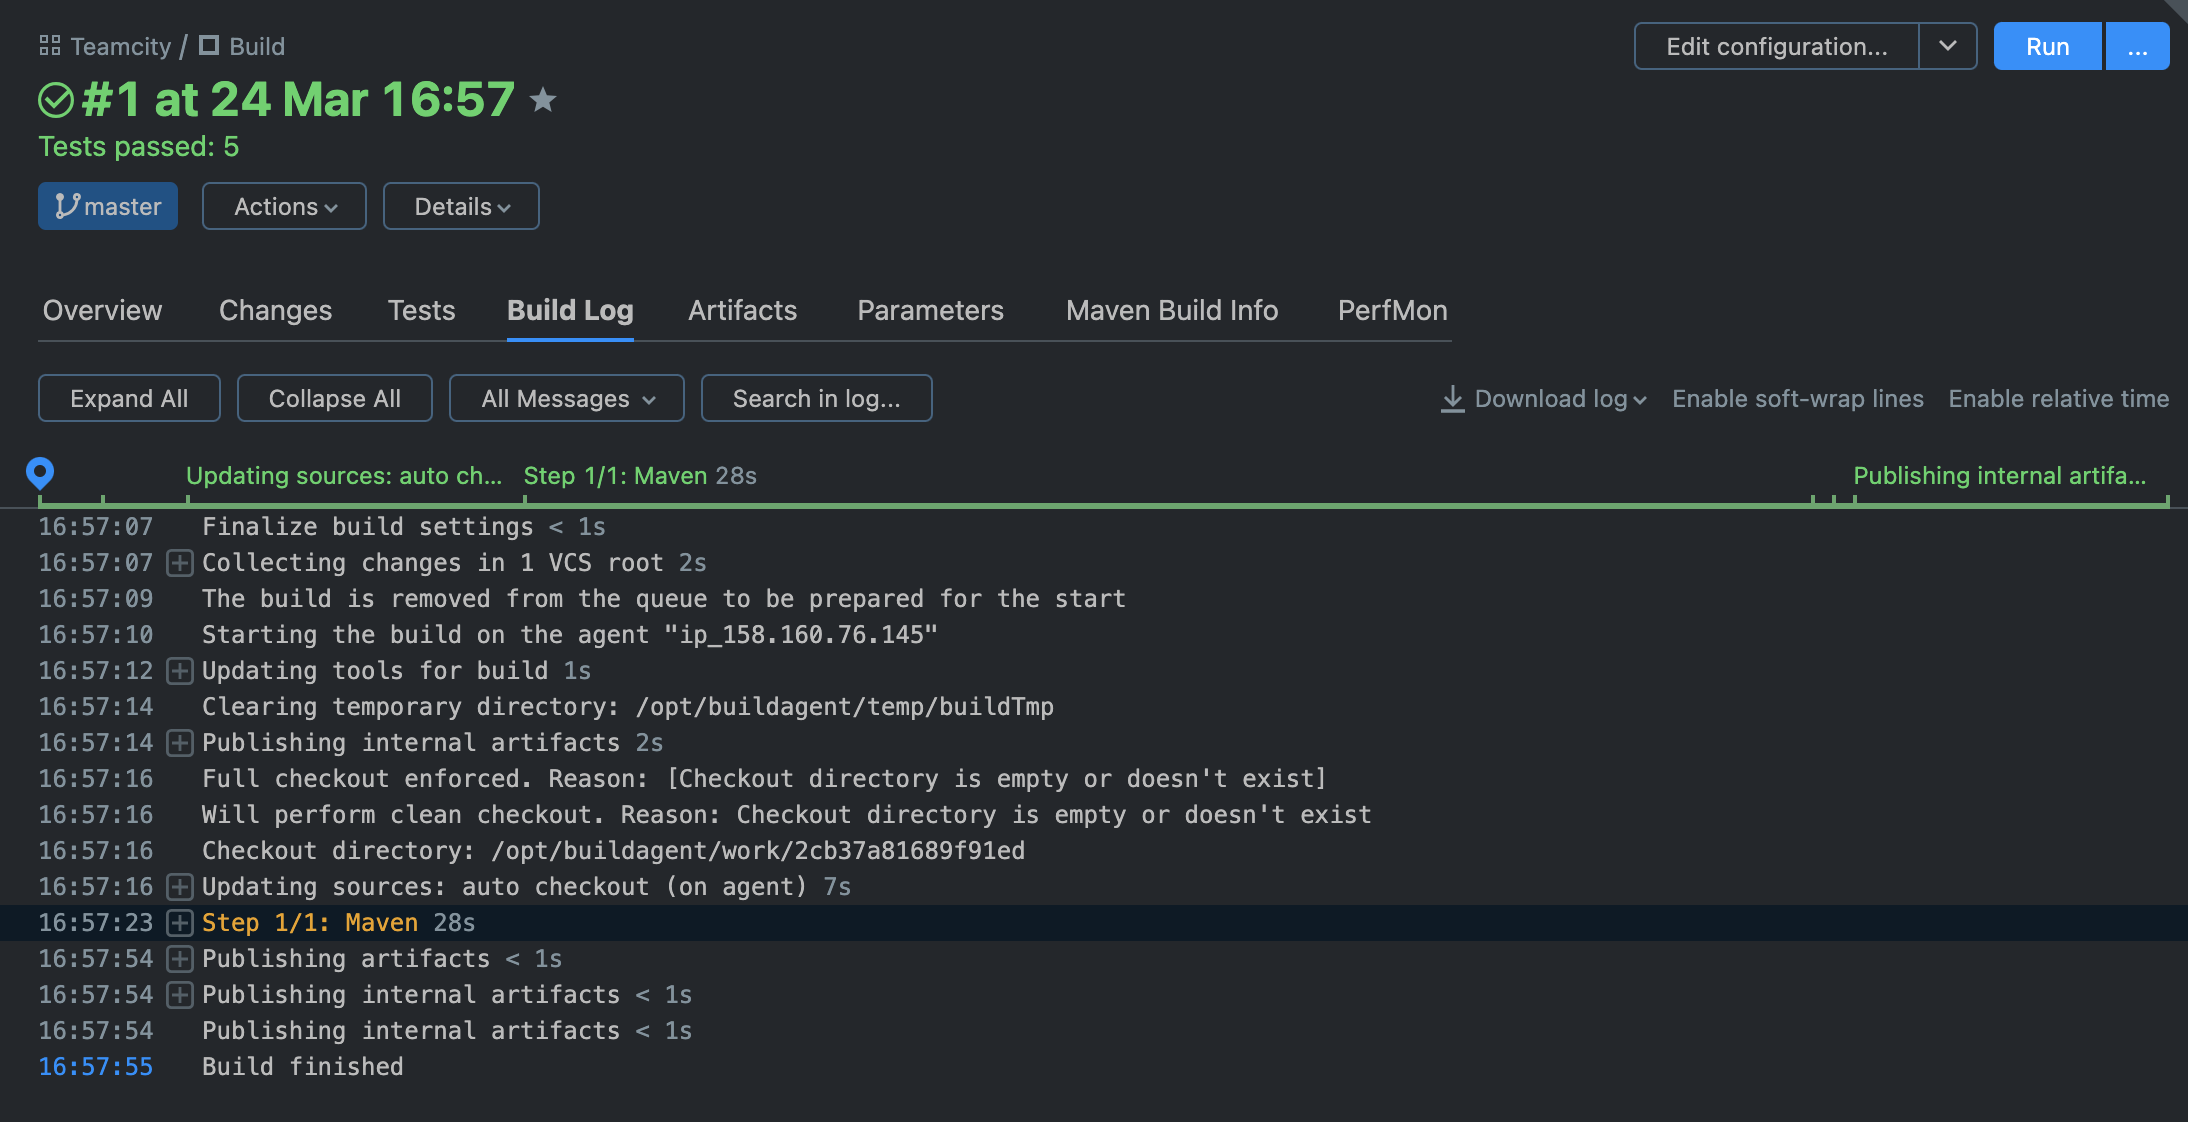 Teamcity / Build
Edit configuration...
Run
...
#1 at 24 Mar 16:57
Tests passed: 5
master
Actions
Details
Overview
Changes
Tests
Build Log
Artifacts
Parameters
Maven Build Info
PerfMon
Expand All
Collapse All
All Messages
Search in log...
Download log
Enable soft-wrap lines
Enable relative time
Updating sources: auto ch...
Step 1/1: Maven 28s
Publishing internal artifa...
16:57:07 Finalize build settings < 1s
16:57:07 Collecting changes in 1 VCS root 2s
16:57:09 The build is removed from the queue to be prepared for the start
16:57:10 Starting the build on the agent "ip_158.160.76.145"
16:57:12 Updating tools for build 1s
16:57:14 Clearing temporary directory: /opt/buildagent/temp/buildTmp
16:57:14 Publishing internal artifacts 2s
16:57:16 Full checkout enforced. Reason: [Checkout directory is empty or doesn't exist]
16:57:16 Will perform clean checkout. Reason: Checkout directory is empty or doesn't exist
16:57:16 Checkout directory: /opt/buildagent/work/2cb37a81689f91ed
16:57:16 Updating sources: auto checkout (on agent) 7s
16:57:23 Step 1/1: Maven 28s
16:57:54 Publishing artifacts < 1s
16:57:54 Publishing internal artifacts < 1s
16:57:54 Publishing internal artifacts < 1s
16:57:55 Build finished